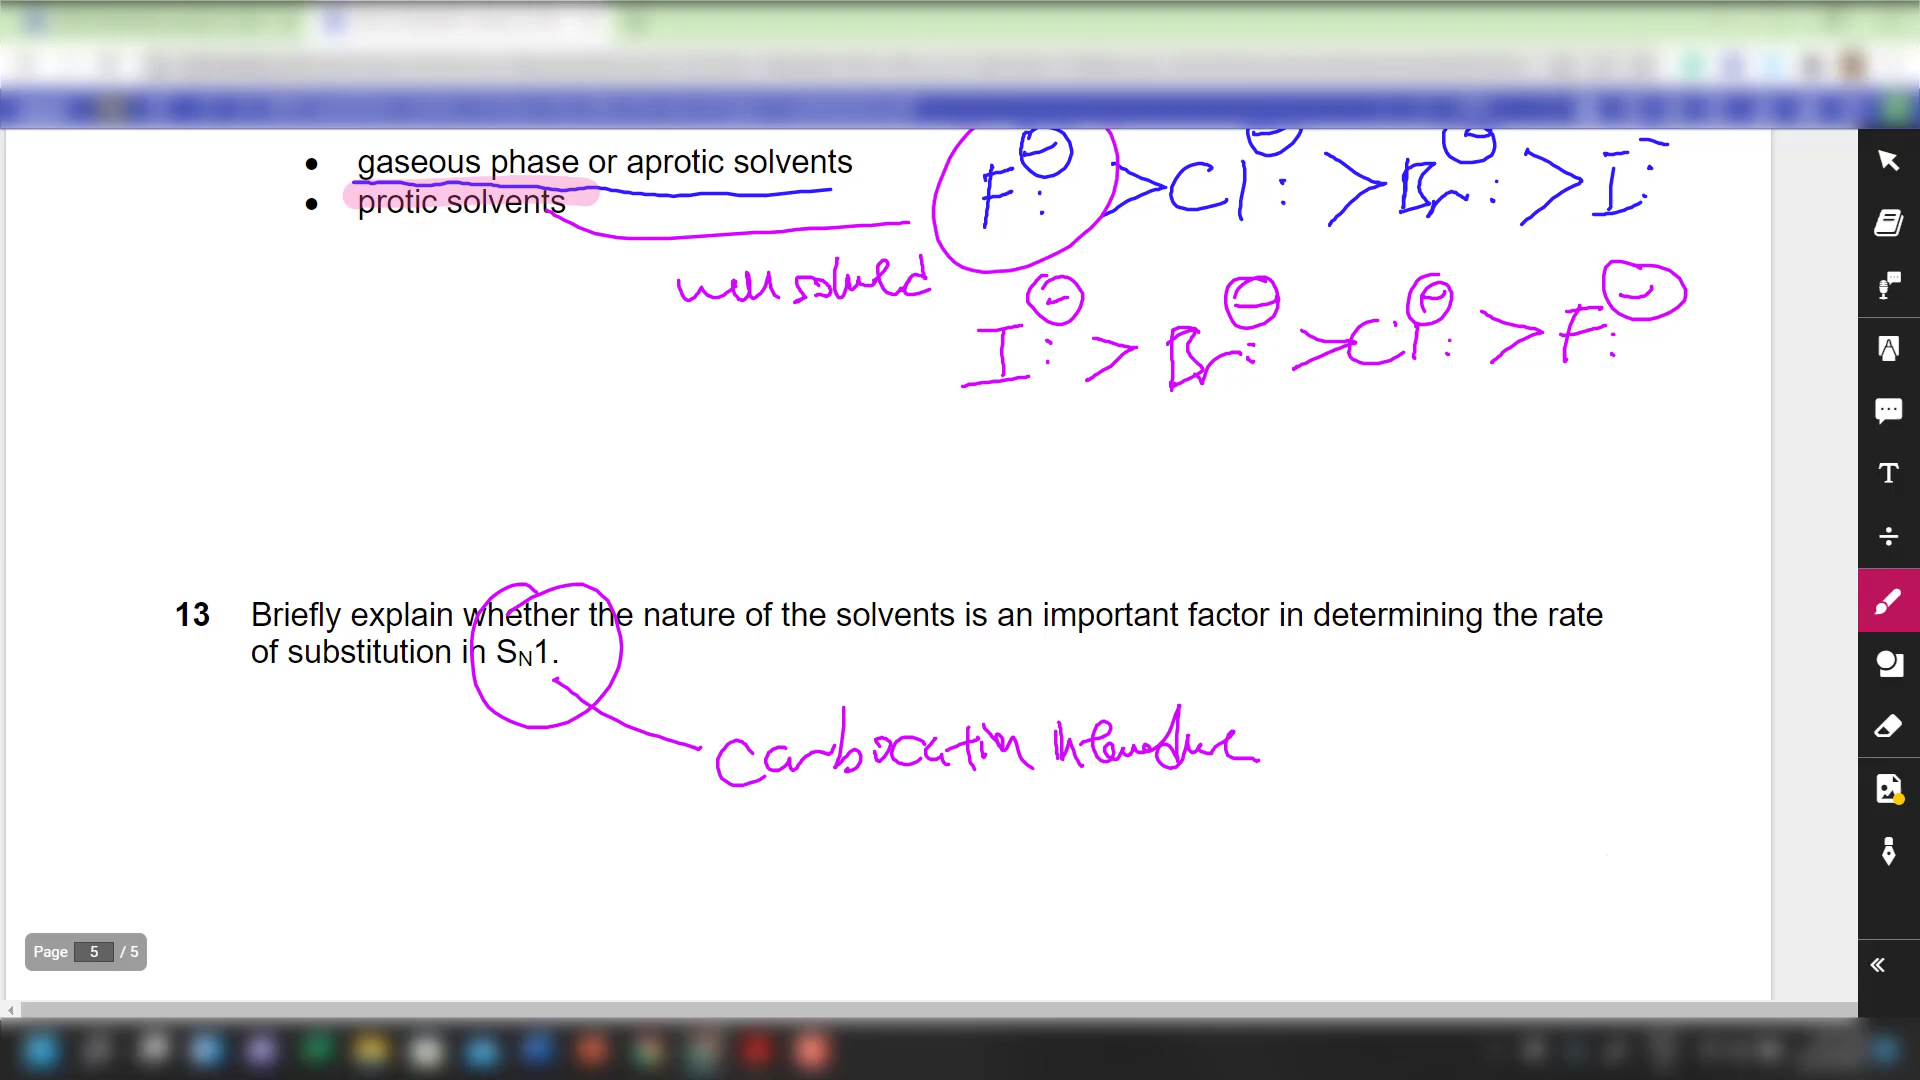 • gaseous phase or aprotic solvents
F:⊖ > Cl:⊖ > Br:⊖ > I:⁻
• protic solvents
well solved
I:⊖ > Br:⊖ > Cl:⊖ > F:⊖
13 Briefly explain whether the nature of the solvents is an important factor in determining the rate
of substitution in SN1.
Carbocation
Page 5 / 5